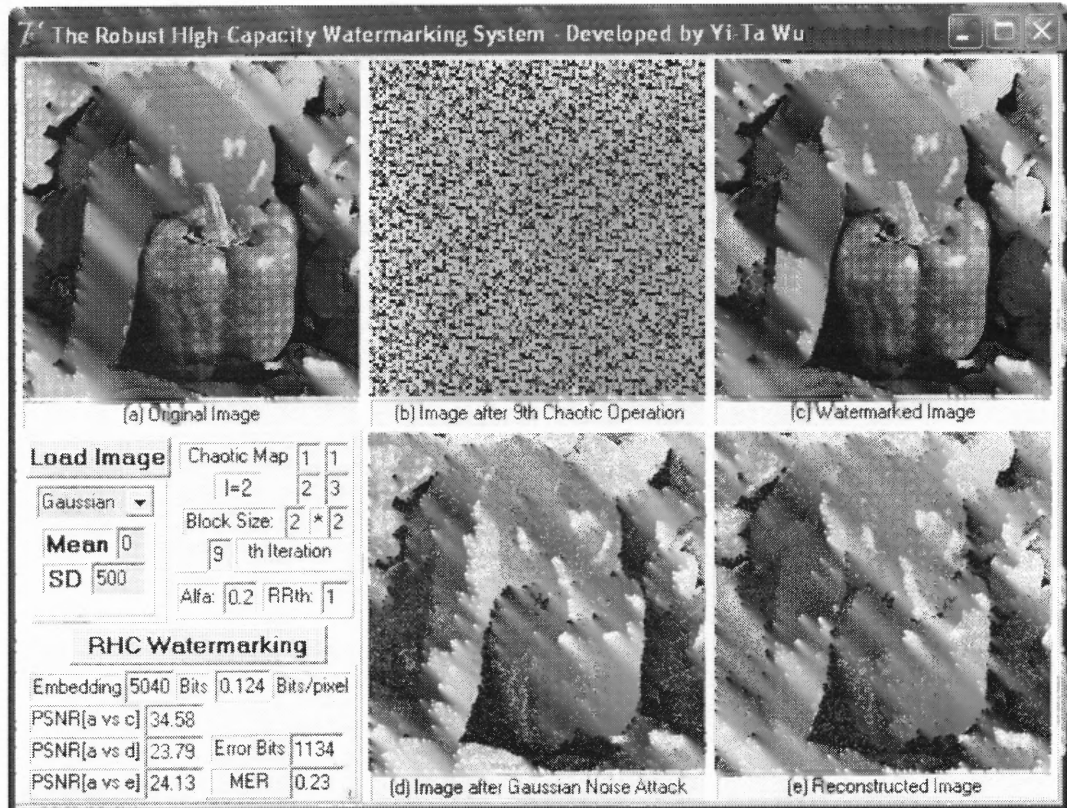 The Robust High Capacity Watermarking System - Developed by Yi-Ta Wu
(a) Original Image
(b) Image after 9th Chaotic Operation
(c) Watermarked Image
Load Image
Gaussian
Mean 0
SD 500
Chaotic Map 1 1
l=2 2 3
Block Size: 2 * 2
9 th Iteration
Alfa: 0.2 RRth: 1
RHC Watermarking
Embedding 5040 Bits 0.124 Bits/pixel
PSNR[a vs c] 34.58
PSNR[a vs d] 23.79 Error Bits 1134
PSNR[a vs e] 24.13 MER 0.23
(d) Image after Gaussian Noise Attack
(e) Reconstructed Image